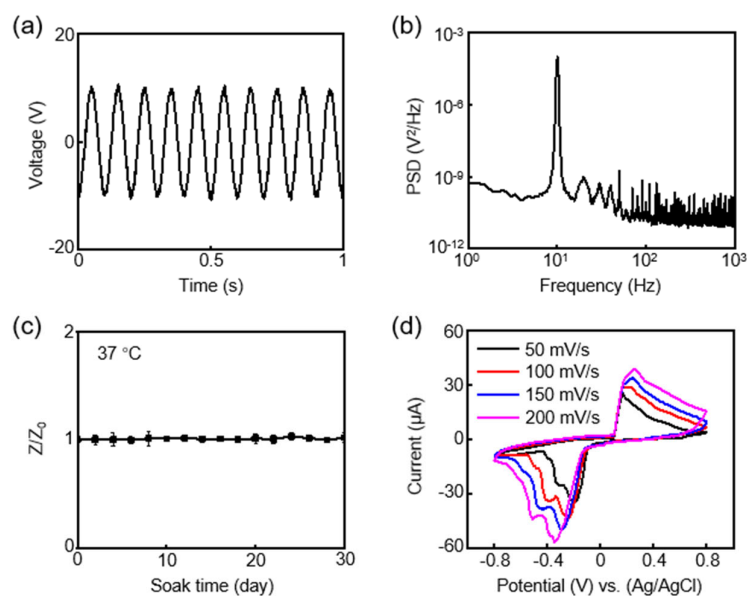 (a)
20
0
-20
Voltage (V)
0
0.5
1
Time (s)
(b)
10⁻³
10⁻⁶
10⁻⁹
10⁻¹²
PSD (V²/Hz)
10⁰
10¹
10²
10³
Frequency (Hz)
(c)
37 °C
2
1
0
Z/Z₀
0
10
20
30
Soak time (day)
(d)
50 mV/s
100 mV/s
150 mV/s
200 mV/s
60
30
0
-30
-60
Current (µA)
-0.8
-0.4
0
0.4
0.8
Potential (V) vs. (Ag/AgCl)